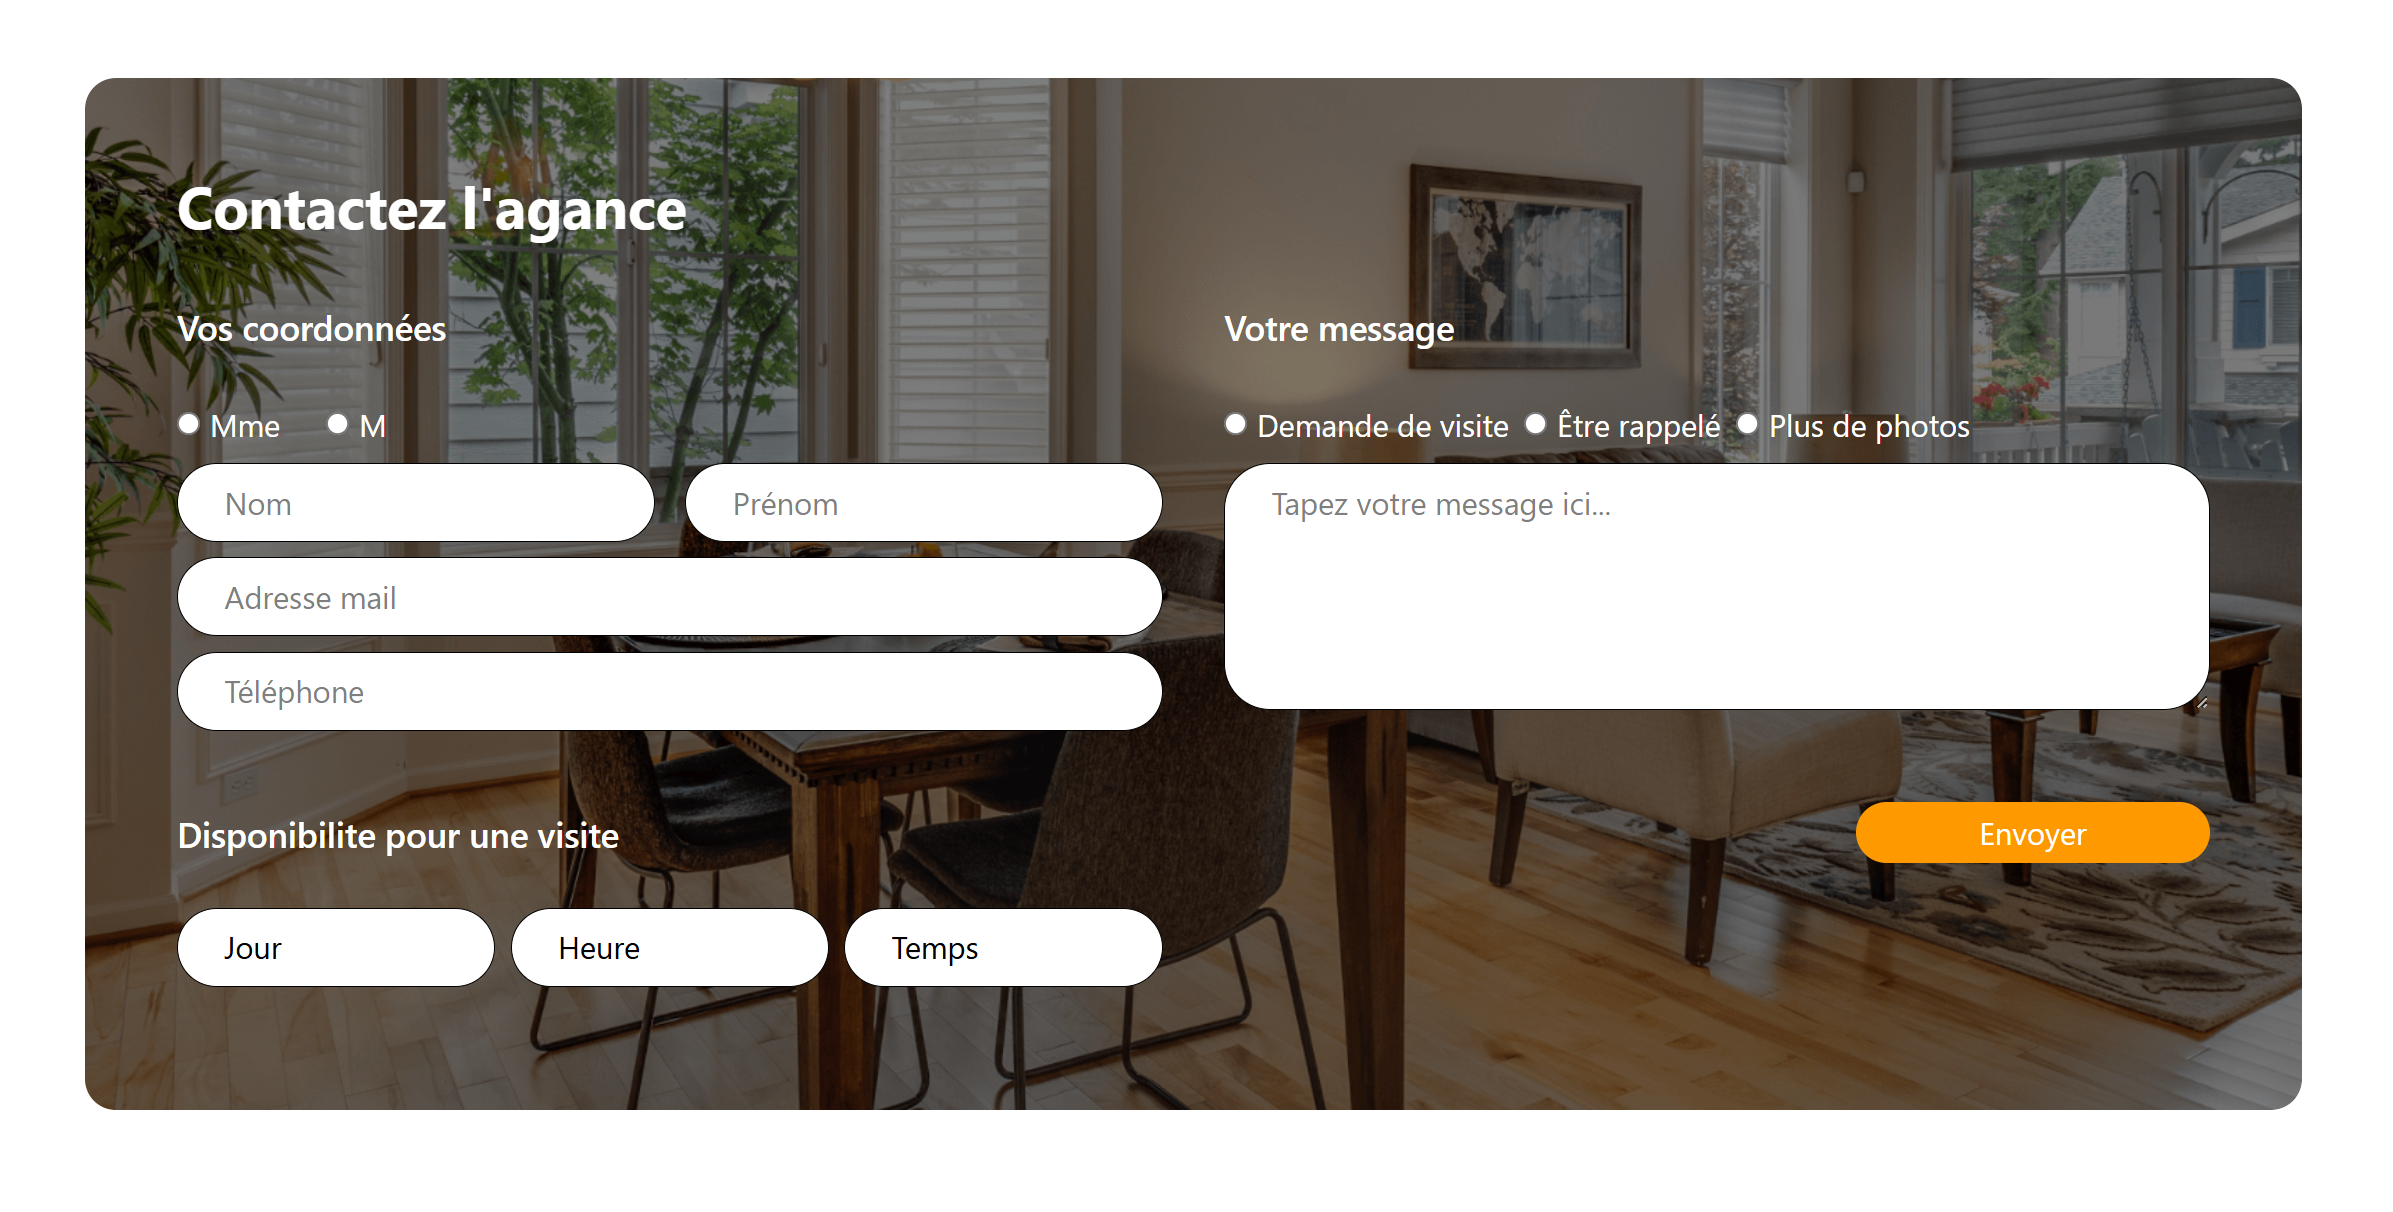 Contactez l'agance
Vos coordonnées
Mme M
Nom Prénom
Adresse mail
Téléphone
Disponibilite pour une visite
Jour Heure Temps
Votre message
Demande de visite Être rappelé Plus de photos
Tapez votre message ici...
Envoyer